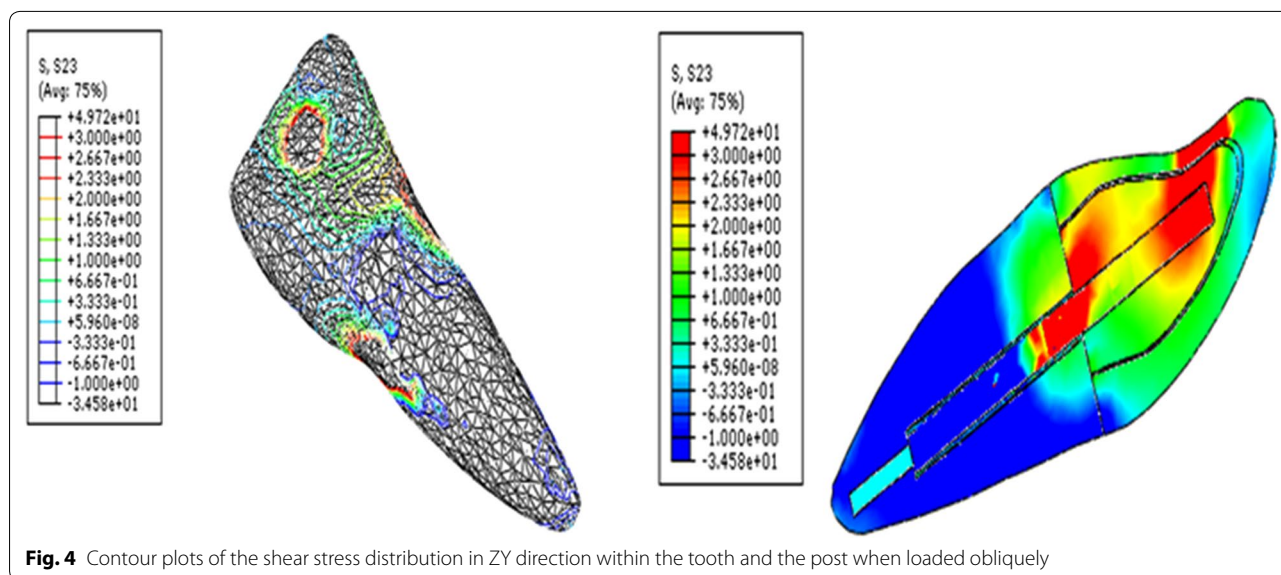 S, S23
(Avg: 75%)
+4.972e+01
+3.000e+00
+2.667e+00
+2.333e+00
+2.000e+00
+1.667e+00
+1.333e+00
+1.000e+00
+6.667e-01
+3.333e-01
+5.960e-08
-3.333e-01
-6.667e-01
-1.000e+00
-3.458e+01
S, S23
(Avg: 75%)
+4.972e+01
+3.000e+00
+2.667e+00
+2.333e+00
+2.000e+00
+1.667e+00
+1.333e+00
+1.000e+00
+6.667e-01
+3.333e-01
+5.960e-08
-3.333e-01
-6.667e-01
-1.000e+00
-3.458e+01
Fig. 4 Contour plots of the shear stress distribution in ZY direction within the tooth and the post when loaded obliquely